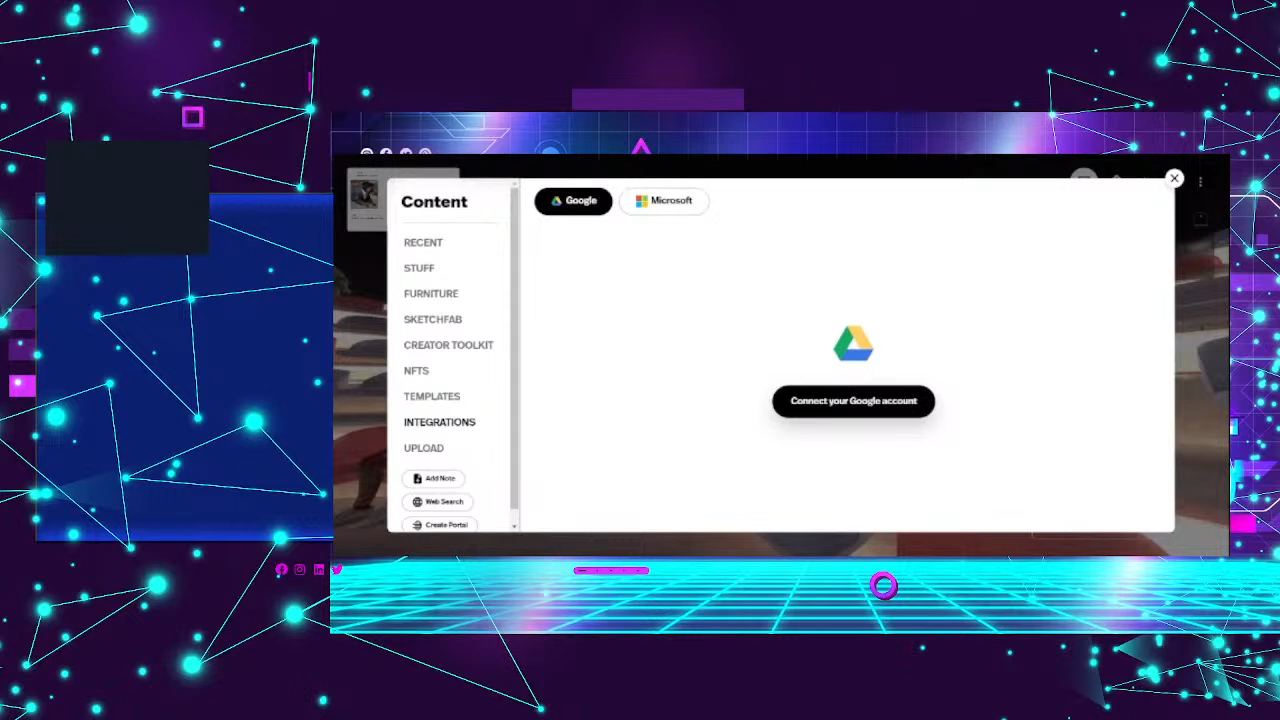 Content
Google
Microsoft
RECENT
STUFF
FURNITURE
SKETCHFAB
CREATOR TOOLKIT
NFTS
TEMPLATES
INTEGRATIONS
UPLOAD
Add Note
Web Search
Create Portal
Connect your Google account